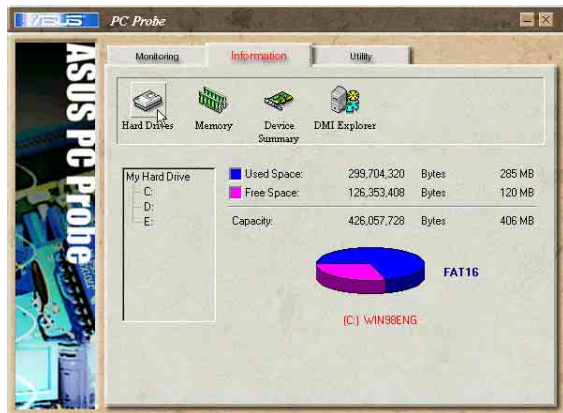 /ISUS PC Probe
ASUS PC Probe
Monitoring Information Utility
Hard Drives Memory Device Summary DMI Explorer
My Hard Drive
C:
D:
E:
Used Space: 299,704,320 Bytes 285 MB
Free Space: 126,353,408 Bytes 120 MB
Capacity: 426,057,728 Bytes 406 MB
FAT16
(C:) WIN98ENG